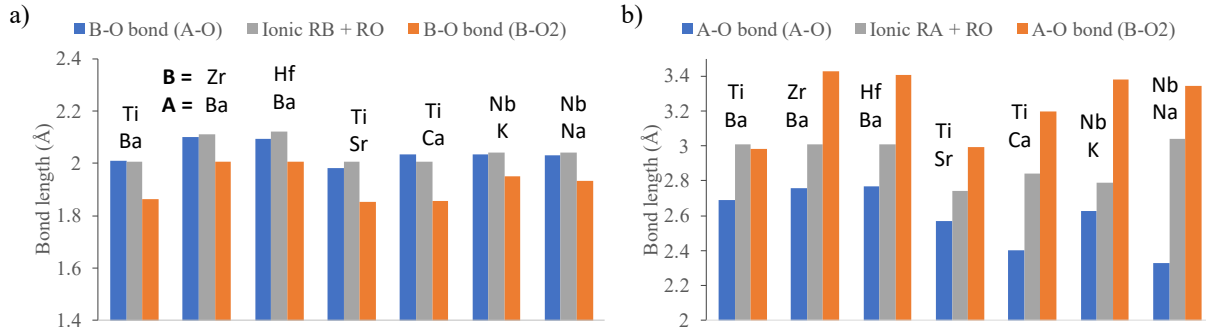 a)
B-O bond (A-O) Ionic RB + RO B-O bond (B-O2)
Bond length (Å)
2.4
2.2
2
1.8
1.6
1.4
Ti
Ba
B = Zr
A = Ba
Hf
Ba
Ti
Sr
Ti
Ca
Nb
K
Nb
Na
b)
A-O bond (A-O) Ionic RA + RO A-O bond (B-O2)
Bond length (Å)
3.4
3.2
3
2.8
2.6
2.4
2.2
2
Ti
Ba
Zr
Ba
Hf
Ba
Ti
Sr
Ti
Ca
Nb
K
Nb
Na